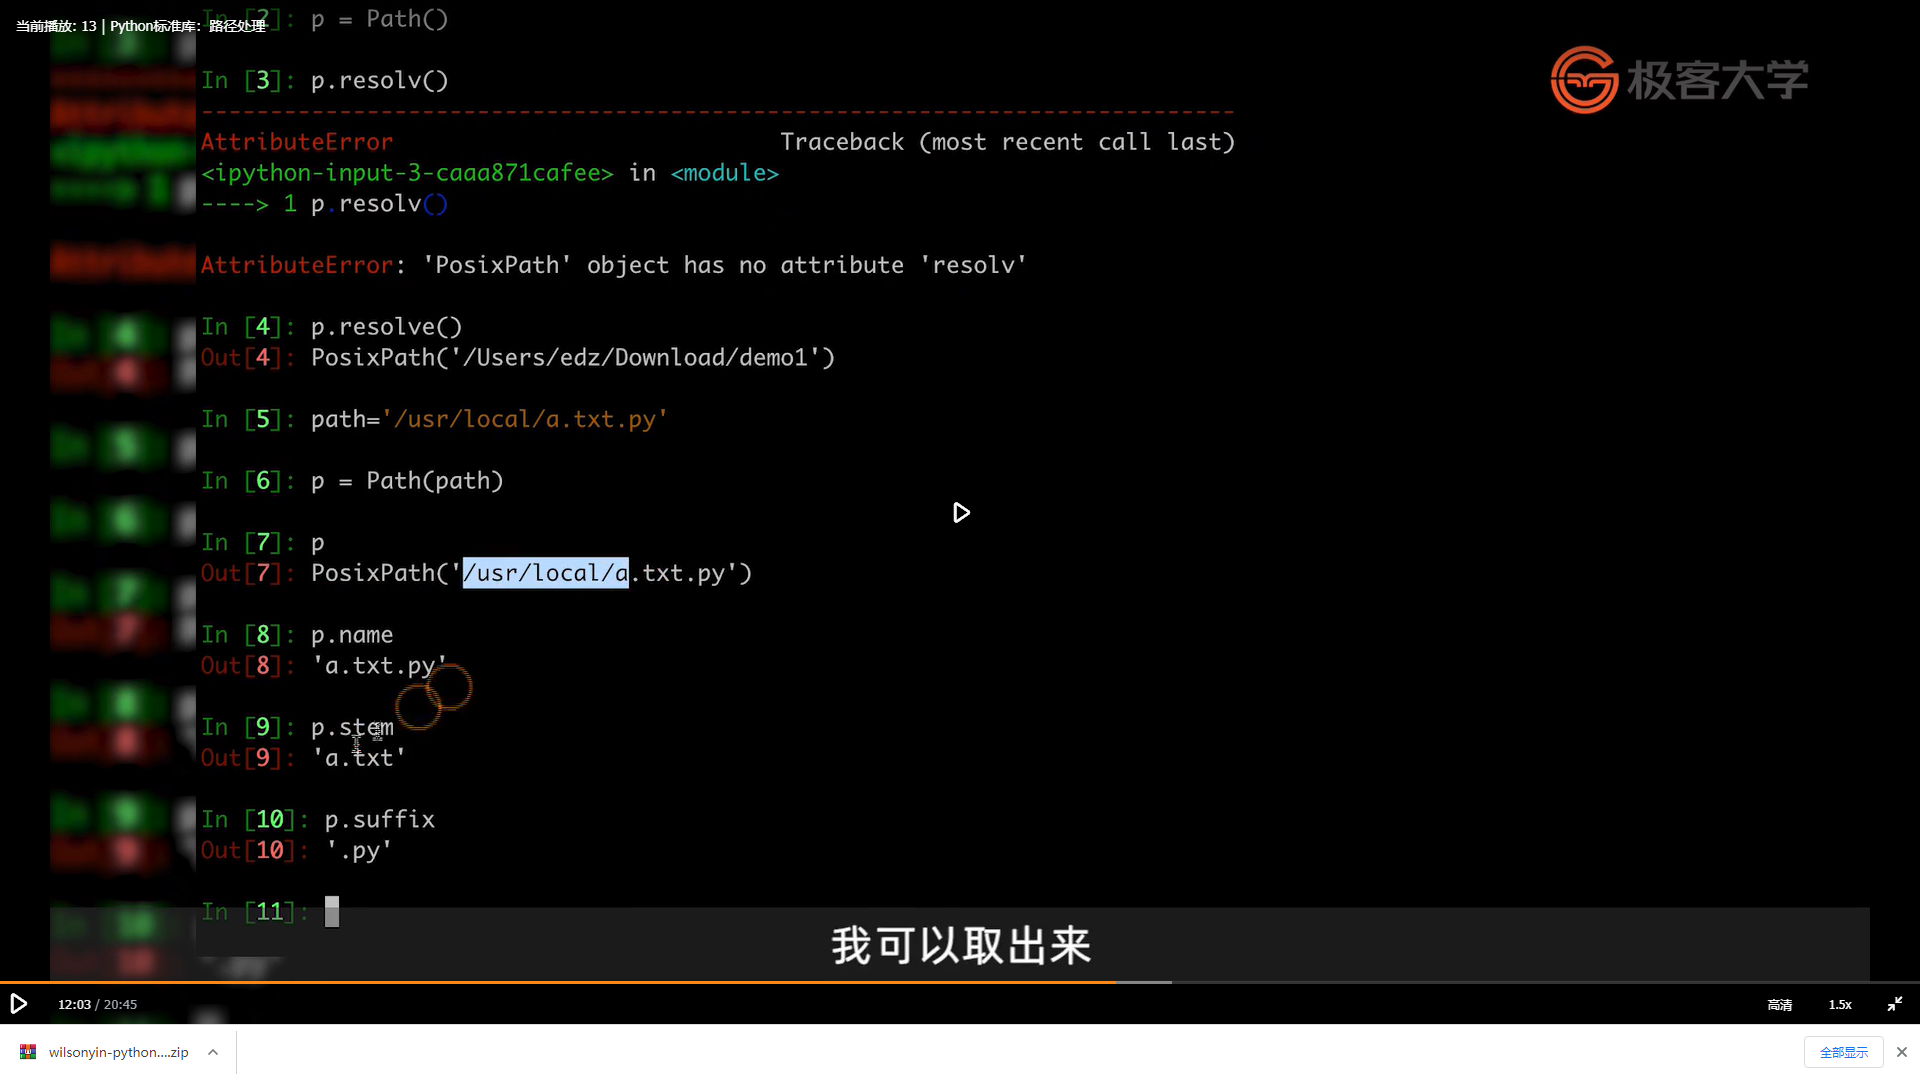 In [2]: p = Path()
当前播放: 13 | Python标准库：路径处理
极客大学
In [3]: p.resolv()
---------------------------------------------------------------------------
AttributeError Traceback (most recent call last)
<ipython-input-3-caaa871cafee> in <module>
----> 1 p.resolv()
AttributeError: 'PosixPath' object has no attribute 'resolv'
In [4]: p.resolve()
Out[4]: PosixPath('/Users/edz/Download/demo1')
In [5]: path='/usr/local/a.txt.py'
In [6]: p = Path(path)
In [7]: p
Out[7]: PosixPath('/usr/local/a.txt.py')
In [8]: p.name
Out[8]: 'a.txt.py'
In [9]: p.stem
Out[9]: 'a.txt'
In [10]: p.suffix
Out[10]: '.py'
In [11]:
我可以取出来
12:03 / 20:45
高清
1.5x
wilsonyin-python....zip
全部显示